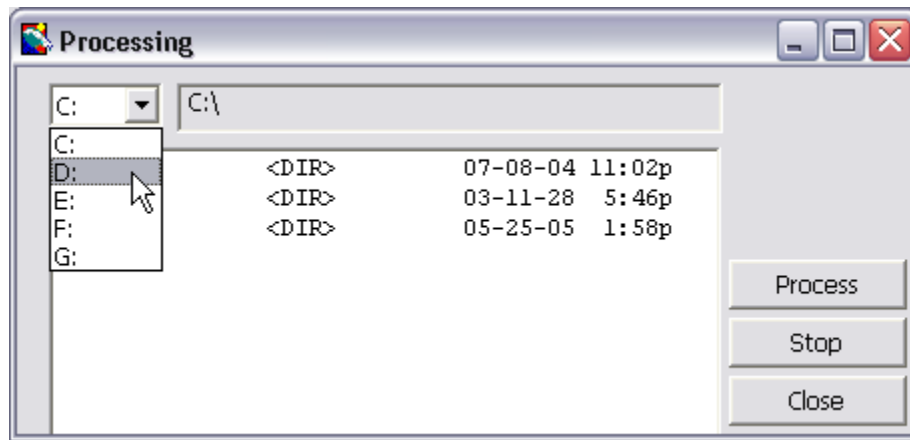 Processing
C: C:\
C:
D: <DIR> 07-08-04 11:02p
E: <DIR> 03-11-28 5:46p
F: <DIR> 05-25-05 1:58p
G:
Process
Stop
Close